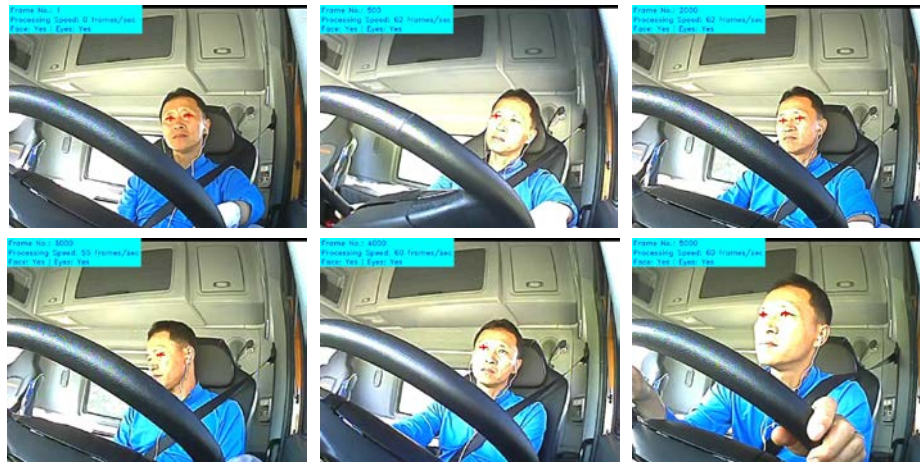 Frame No.: 1
Processing Speed: 0 frames/sec
Face: Yes | Eyes: Yes
Frame No.: 500
Processing Speed: 62 frames/sec
Face: Yes | Eyes: Yes
Frame No.: 2000
Processing Speed: 62 frames/sec
Face: Yes | Eyes: Yes
Frame No.: 3000
Processing Speed: 55 frames/sec
Face: Yes | Eyes: Yes
Frame No.: 4000
Processing Speed: 60 frames/sec
Face: Yes | Eyes: Yes
Frame No.: 5000
Processing Speed: 60 frames/sec
Face: Yes | Eyes: Yes